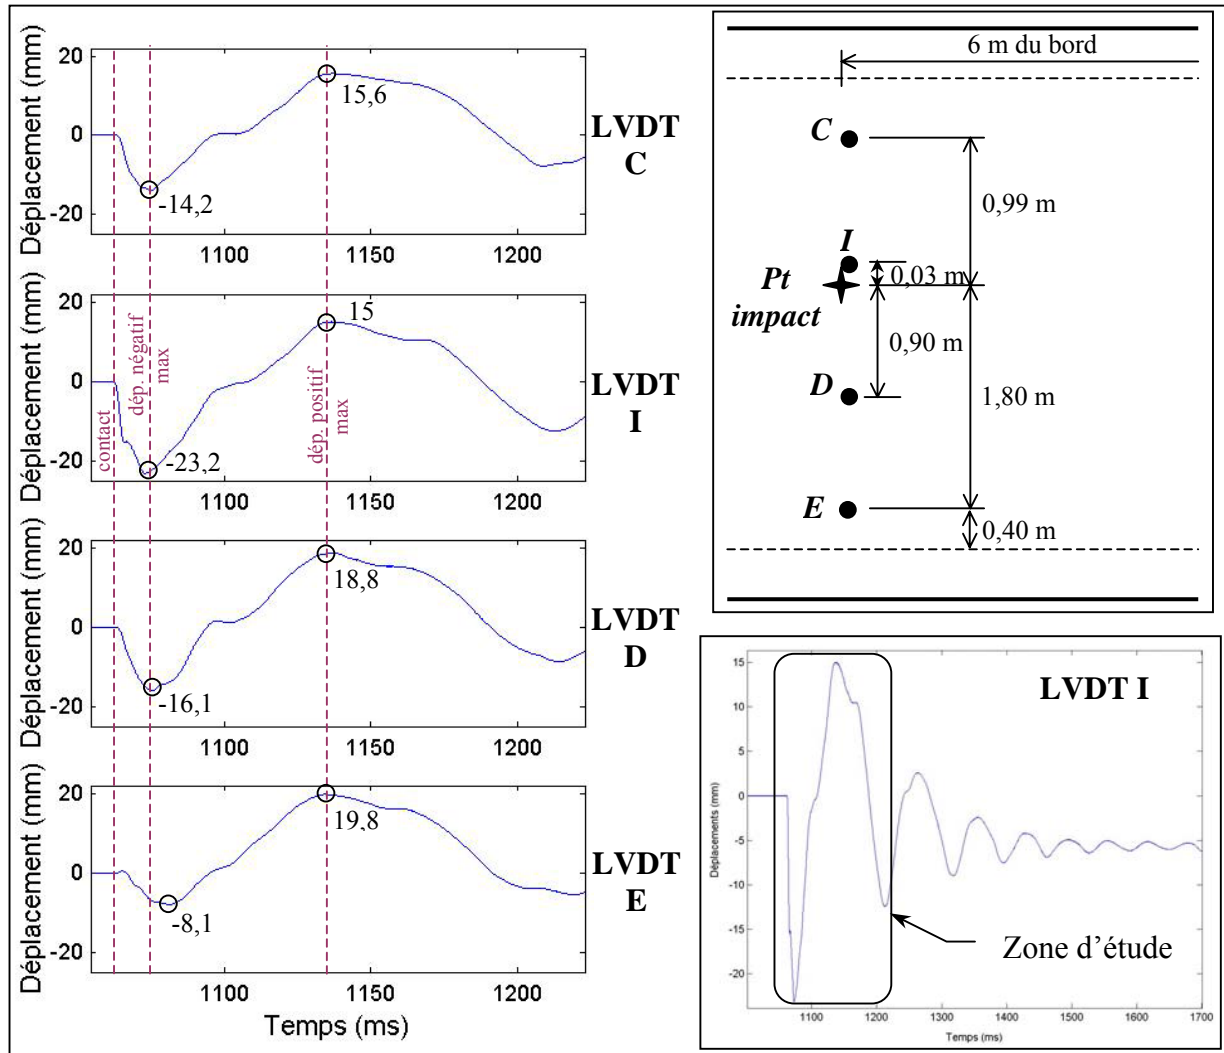 Déplacement (mm)
20
0
-20
-14,2
15,6
1100
1150
1200
LVDT
C
Déplacement (mm)
20
0
-20
contact
dép. négatif
max
dép. positif
max
-23,2
15
1100
1150
1200
LVDT
I
Déplacement (mm)
20
0
-20
-16,1
18,8
1100
1150
1200
LVDT
D
Déplacement (mm)
20
0
-20
-8,1
19,8
1100
1150
1200
Temps (ms)
LVDT
E
6 m du bord
C
0,99 m
I
0,03 m
Pt
impact
0,90 m
D
1,80 m
E
0,40 m
LVDT I
Déplacements (mm)
15
10
5
0
-5
-10
-15
-20
Zone d’étude
1100
1200
1300
1400
1500
1600
1700
Temps (ms)